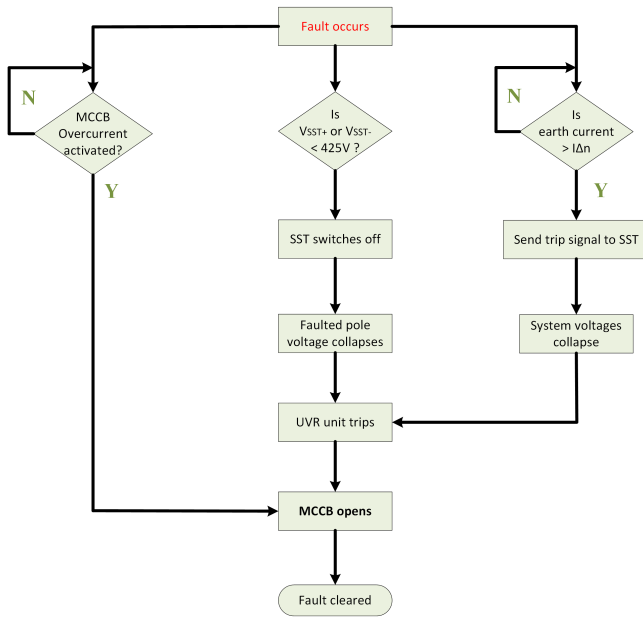 Fault occurs
N
MCCB
Overcurrent
activated?
Y
Is
VSST+ or VSST-
< 425V ?
N
Is
earth current
> IΔn
Y
SST switches off
Send trip signal to SST
Faulted pole
voltage collapses
System voltages
collapse
UVR unit trips
MCCB opens
Fault cleared